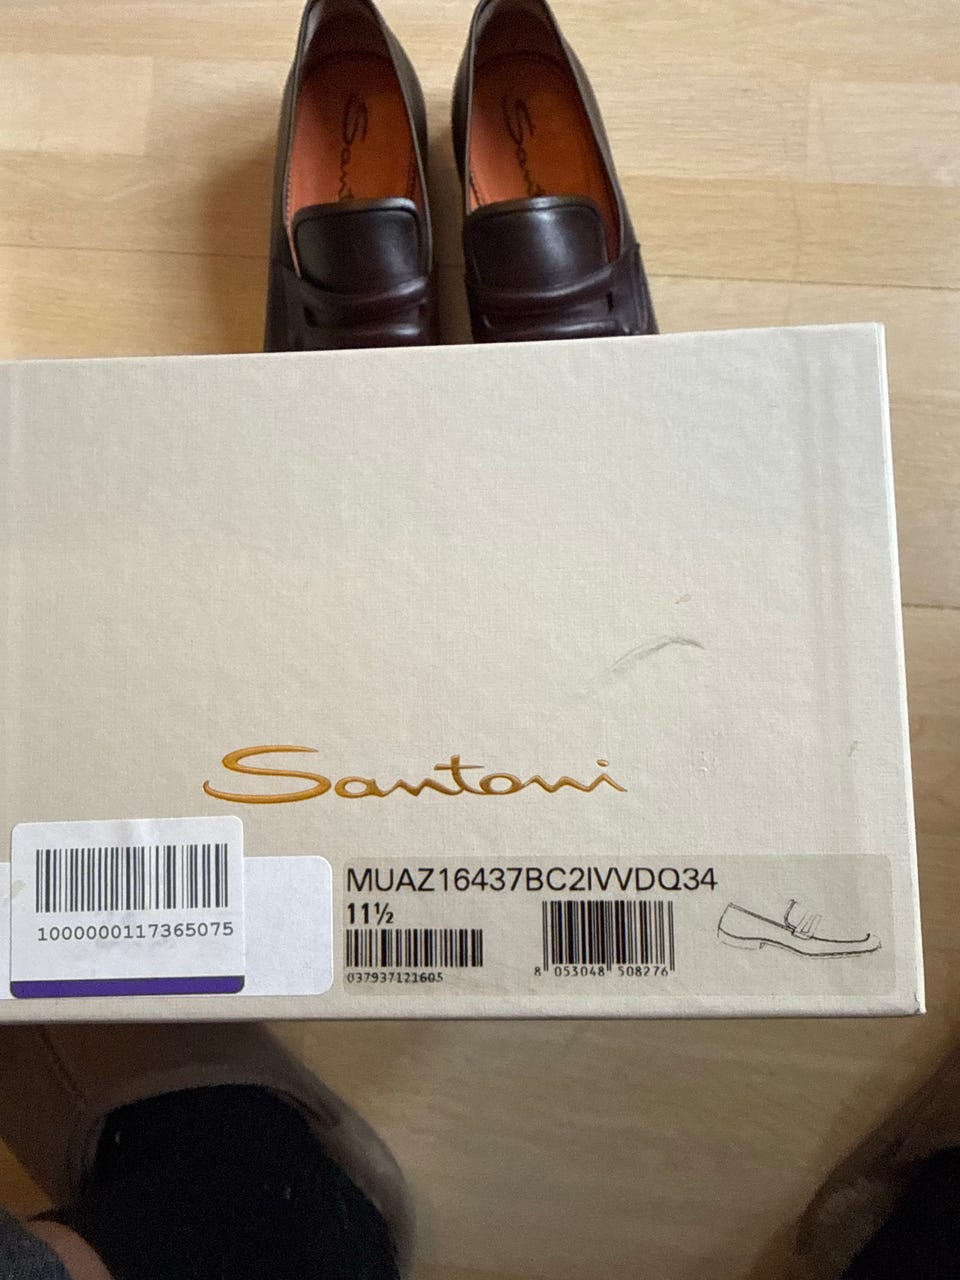 Santoni
1000000117365075
MUAZ16437BC2IVVDQ34
11½
037937121605
8 053048 508276